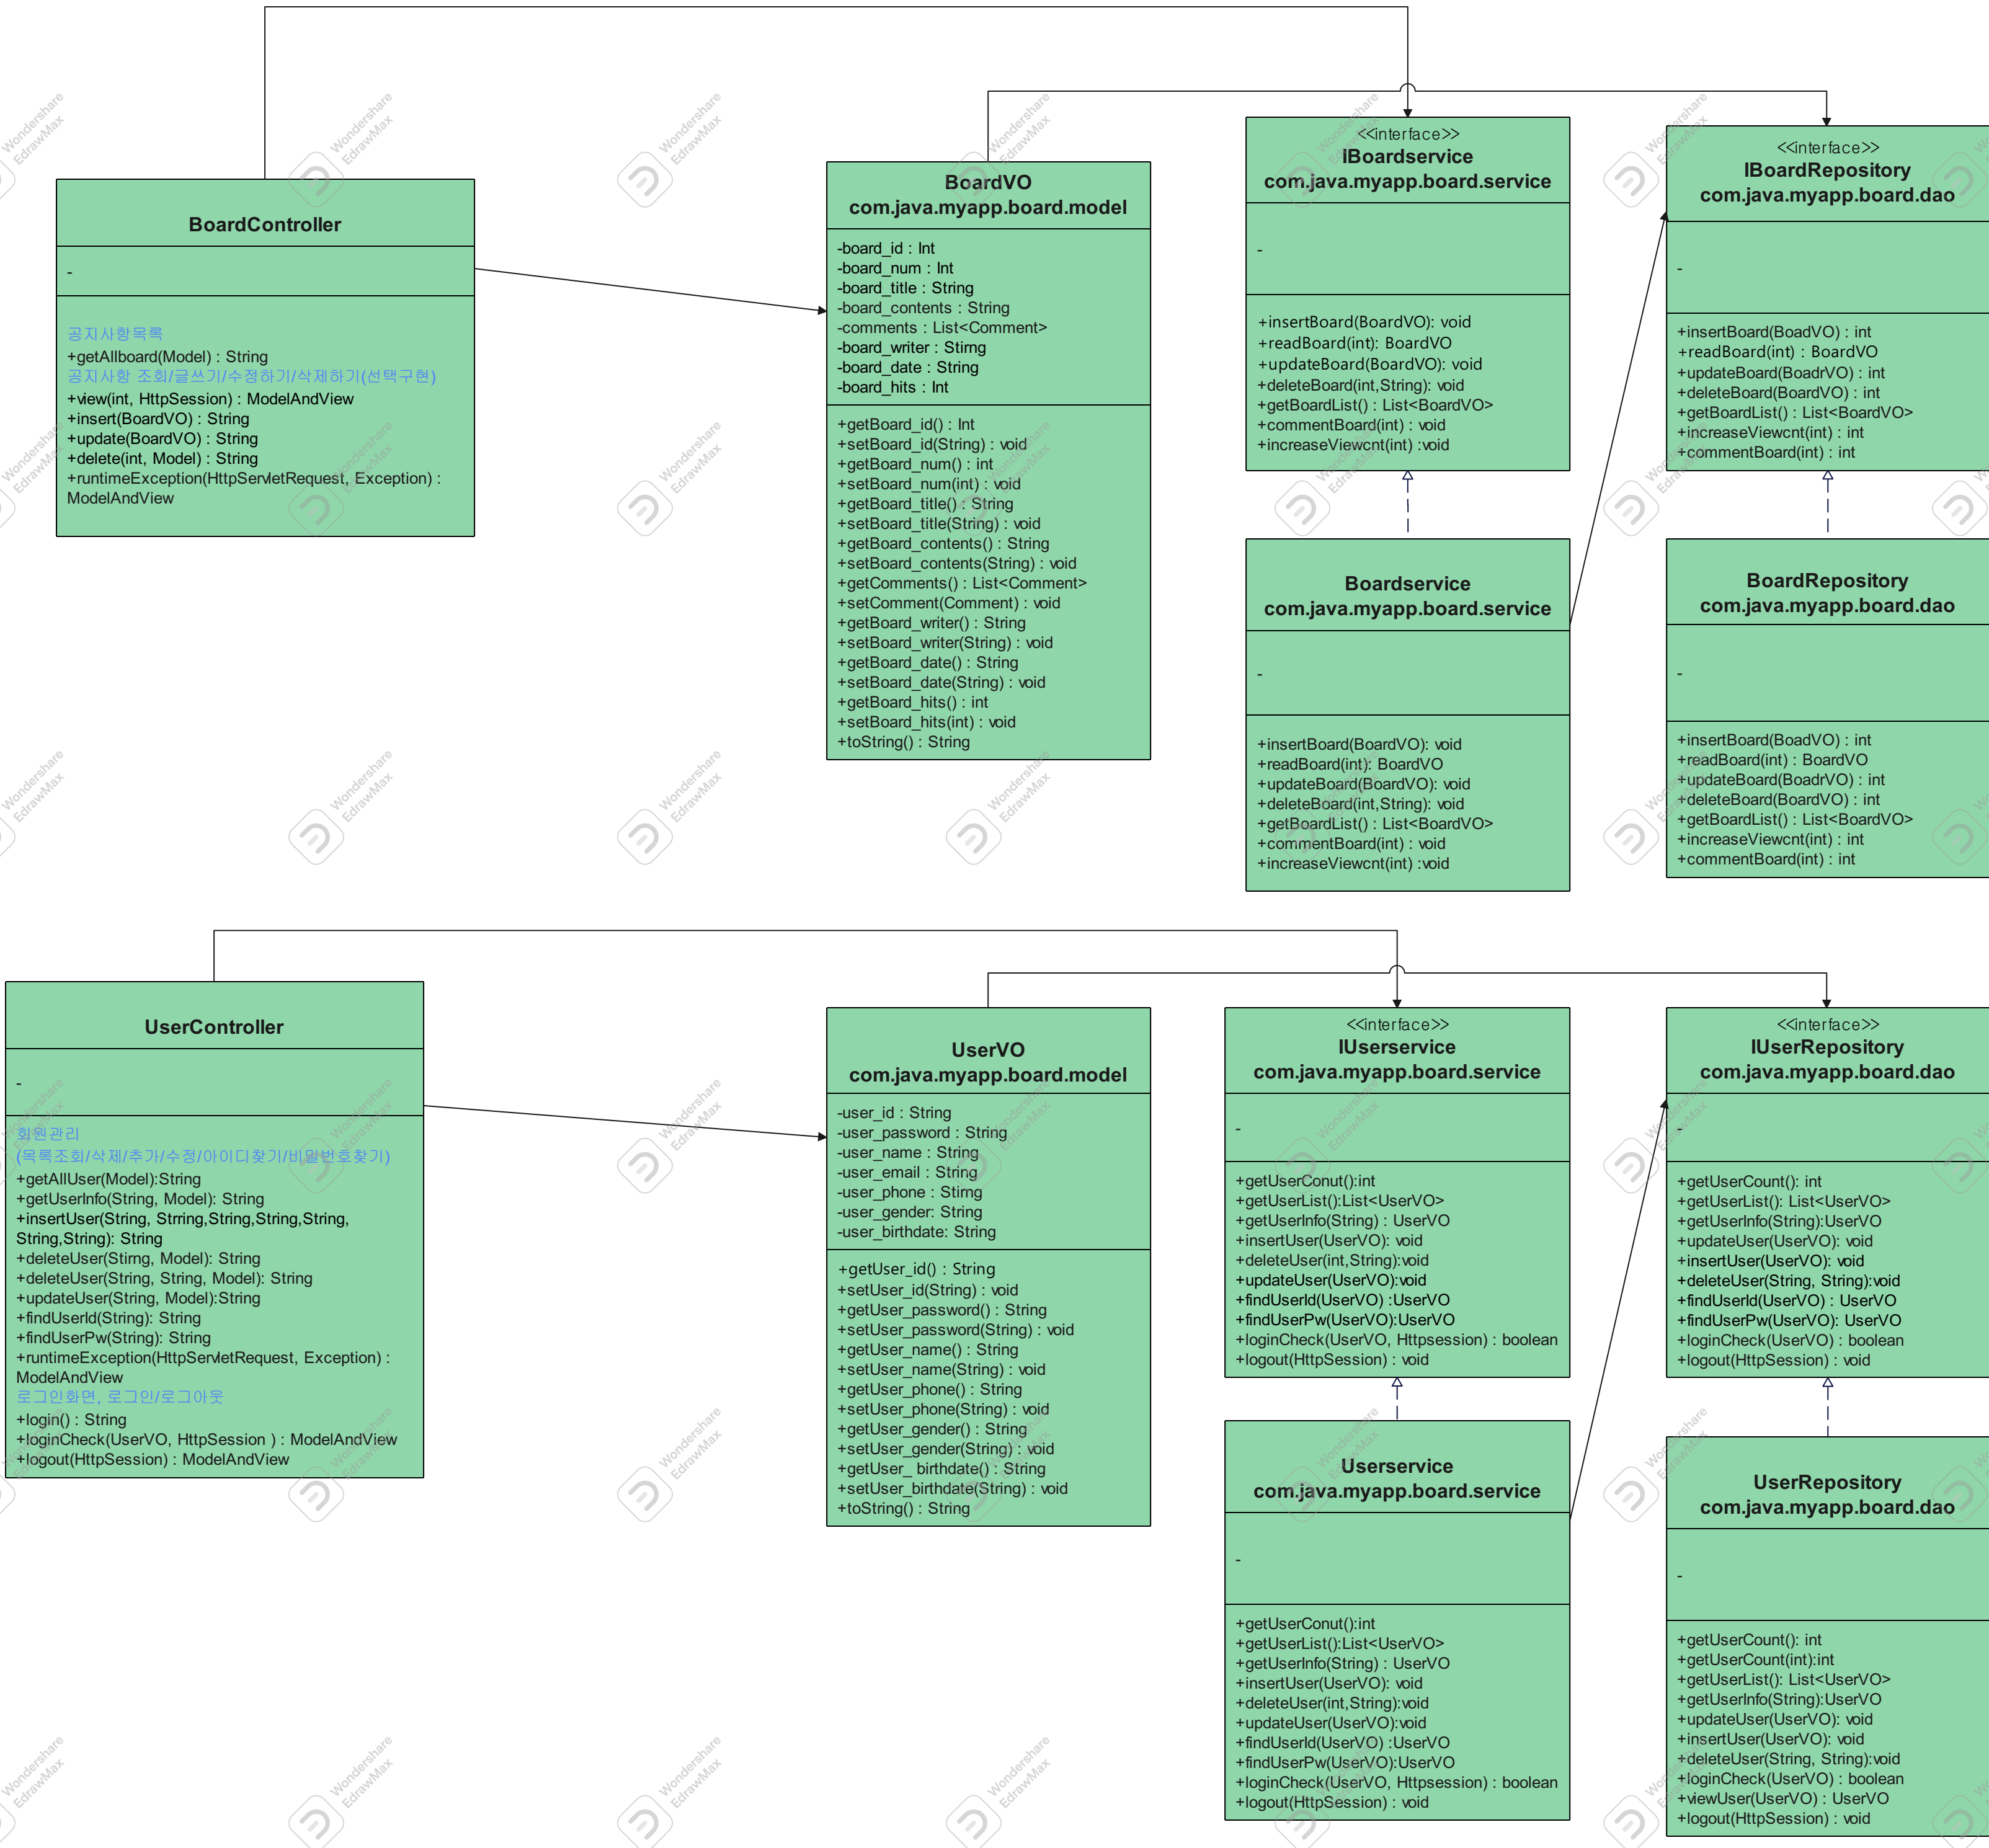 BoardController
-
공지사항목록
+getAllboard(Model) : String
공지사항 조회/글쓰기/수정하기/삭제하기(선택구현)
+view(int, HttpSession) : ModelAndView
+insert(BoardVO) : String
+update(BoardVO) : String
+delete(int, Model) : String
+runtimeException(HttpServletRequest, Exception) :
ModelAndView
BoardVO
com.java.myapp.board.model
-board_id : Int
-board_num : Int
-board_title : String
-board_contents : String
-comments : List<Comment>
-board_writer : Stirng
-board_date : String
-board_hits : Int
+getBoard_id() : Int
+setBoard_id(String) : void
+getBoard_num() : int
+setBoard_num(int) : void
+getBoard_title() : String
+setBoard_title(String) : void
+getBoard_contents() : String
+setBoard_contents(String) : void
+getComments() : List<Comment>
+setComment(Comment) : void
+getBoard_writer() : String
+setBoard_writer(String) : void
+getBoard_date() : String
+setBoard_date(String) : void
+getBoard_hits() : int
+setBoard_hits(int) : void
+toString() : String
<<interface>>
IBoardservice
com.java.myapp.board.service
-
+insertBoard(BoardVO): void
+readBoard(int): BoardVO
+updateBoard(BoardVO): void
+deleteBoard(int,String): void
+getBoardList() : List<BoardVO>
+commentBoard(int) : void
+increaseViewcnt(int) :void
<<interface>>
IBoardRepository
com.java.myapp.board.dao
-
+insertBoard(BoadVO) : int
+readBoard(int) : BoardVO
+updateBoard(BoadrVO) : int
+deleteBoard(BoardVO) : int
+getBoardList() : List<BoardVO>
+increaseViewcnt(int) : int
+commentBoard(int) : int
Boardservice
com.java.myapp.board.service
-
+insertBoard(BoardVO): void
+readBoard(int): BoardVO
+updateBoard(BoardVO): void
+deleteBoard(int,String): void
+getBoardList() : List<BoardVO>
+commentBoard(int) : void
+increaseViewcnt(int) :void
BoardRepository
com.java.myapp.board.dao
-
+insertBoard(BoadVO) : int
+readBoard(int) : BoardVO
+updateBoard(BoadrVO) : int
+deleteBoard(BoardVO) : int
+getBoardList() : List<BoardVO>
+increaseViewcnt(int) : int
+commentBoard(int) : int
UserController
-
회원관리
(목록조회/삭제/추가/수정/아이디찾기/비밀번호찾기)
+getAllUser(Model):String
+getUserInfo(String, Model): String
+insertUser(String, Strring,String,String,String,
String,String): String
+deleteUser(Stirng, Model): String
+deleteUser(String, String, Model): String
+updateUser(String, Model):String
+findUserId(String): String
+findUserPw(String): String
+runtimeException(HttpServletRequest, Exception) :
ModelAndView
로그인화면, 로그인/로그아웃
+login() : String
+loginCheck(UserVO, HttpSession ) : ModelAndView
+logout(HttpSession) : ModelAndView
UserVO
com.java.myapp.board.model
-user_id : String
-user_password : String
-user_name : String
-user_email : String
-user_phone : Stirng
-user_gender: String
-user_birthdate: String
+getUser_id() : String
+setUser_id(String) : void
+getUser_password() : String
+setUser_password(String) : void
+getUser_name() : String
+setUser_name(String) : void
+getUser_phone() : String
+setUser_phone(String) : void
+getUser_gender() : String
+setUser_gender(String) : void
+getUser_ birthdate() : String
+setUser_birthdate(String) : void
+toString() : String
<<interface>>
IUserservice
com.java.myapp.board.service
-
+getUserConut():int
+getUserList():List<UserVO>
+getUserInfo(String) : UserVO
+insertUser(UserVO): void
+deleteUser(int,String):void
+updateUser(UserVO):void
+findUserId(UserVO) :UserVO
+findUserPw(UserVO):UserVO
+loginCheck(UserVO, Httpsession) : boolean
+logout(HttpSession) : void
<<interface>>
IUserRepository
com.java.myapp.board.dao
-
+getUserCount(): int
+getUserList(): List<UserVO>
+getUserInfo(String):UserVO
+updateUser(UserVO): void
+insertUser(UserVO): void
+deleteUser(String, String):void
+findUserId(UserVO) : UserVO
+findUserPw(UserVO): UserVO
+loginCheck(UserVO) : boolean
+logout(HttpSession) : void
Userservice
com.java.myapp.board.service
-
+getUserConut():int
+getUserList():List<UserVO>
+getUserInfo(String) : UserVO
+insertUser(UserVO): void
+deleteUser(int,String):void
+updateUser(UserVO):void
+findUserId(UserVO) :UserVO
+findUserPw(UserVO):UserVO
+loginCheck(UserVO, Httpsession) : boolean
+logout(HttpSession) : void
UserRepository
com.java.myapp.board.dao
-
+getUserCount(): int
+getUserCount(int):int
+getUserList(): List<UserVO>
+getUserInfo(String):UserVO
+updateUser(UserVO): void
+insertUser(UserVO): void
+deleteUser(String, String):void
+loginCheck(UserVO) : boolean
+viewUser(UserVO) : UserVO
+logout(HttpSession) : void
Wondershare
EdrawMax